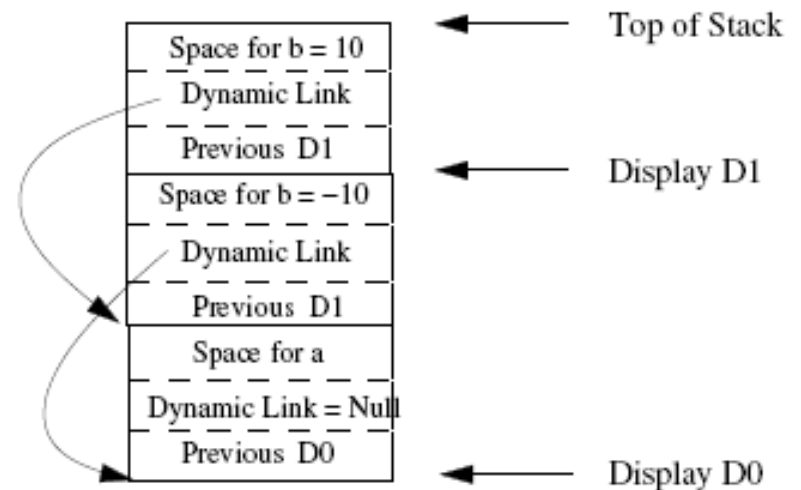 Space for b = 10
Top of Stack
Dynamic Link
Previous D1
Display D1
Space for b = −10
Dynamic Link
Previous D1
Space for a
Dynamic Link = Null
Previous D0
Display D0